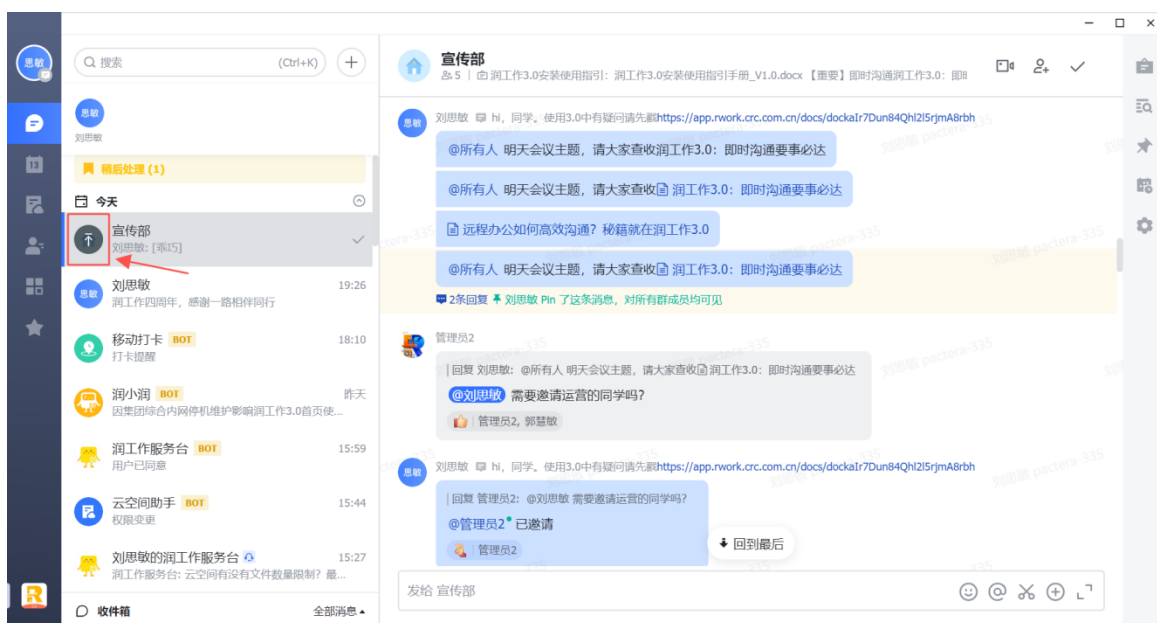 思敏
搜索 (Ctrl+K)
思敏
刘思敏
稍后处理 (1)
今天
宣传部
刘思敏: [乖15]
思敏
刘思敏 19:26
润工作四周年，感谢一路相伴同行
移动打卡 BOT 18:10
打卡提醒
润小润 BOT 昨天
因集团综合内网停机维护影响润工作3.0首页使...
润工作服务台 BOT 15:59
用户已同意
云空间助手 BOT 15:44
权限变更
刘思敏的润工作服务台 15:27
润工作服务台: 云空间有没有文件数量限制？最...
收件箱 全部消息
13
宣传部
5 | 润工作3.0安装使用指引：润工作3.0安装使用指引手册_V1.0.docx 【重要】即时沟通润工作3.0：即
思敏
刘思敏 hi，同学。使用3.0中有疑问请先戳https://app.rwork.crc.com.cn/docs/dockaIr7Dun84Qhl2l5rjmA8rbh
@所有人 明天会议主题，请大家查收润工作3.0：即时沟通要事必达
@所有人 明天会议主题，请大家查收 润工作3.0：即时沟通要事必达
远程办公如何高效沟通？秘籍就在润工作3.0
@所有人 明天会议主题，请大家查收 润工作3.0：即时沟通要事必达
2条回复 刘思敏 Pin 了这条消息，对所有群成员均可见
管理员2
回复 刘思敏：@所有人 明天会议主题，请大家查收 润工作3.0：即时沟通要事必达
@刘思敏 需要邀请运营的同学吗?
管理员2, 郭慧敏
思敏
刘思敏 hi，同学。使用3.0中有疑问请先戳https://app.rwork.crc.com.cn/docs/dockaIr7Dun84Qhl2l5rjmA8rbh
回复 管理员2：@刘思敏 需要邀请运营的同学吗?
@管理员2 已邀请
管理员2
回到最后
发给 宣传部
刘思敏 pactera-335